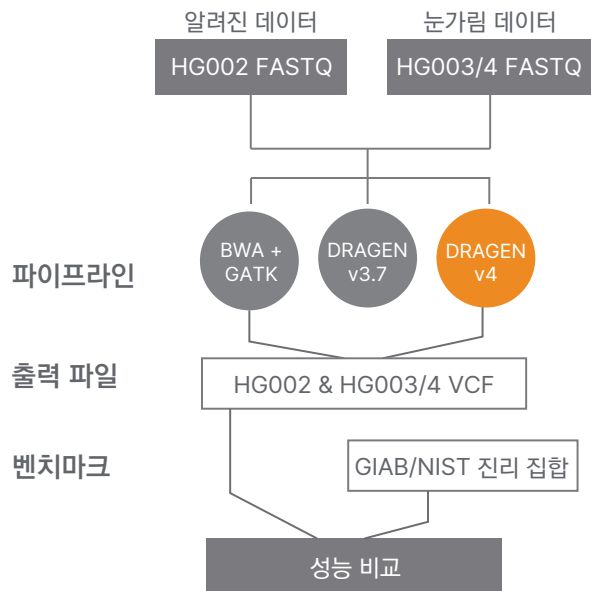 알려진 데이터
눈가림 데이터
HG002 FASTQ
HG003/4 FASTQ
파이프라인
BWA +
GATK
DRAGEN
v3.7
DRAGEN
v4
출력 파일
HG002 & HG003/4 VCF
벤치마크
GIAB/NIST 진리 집합
성능 비교